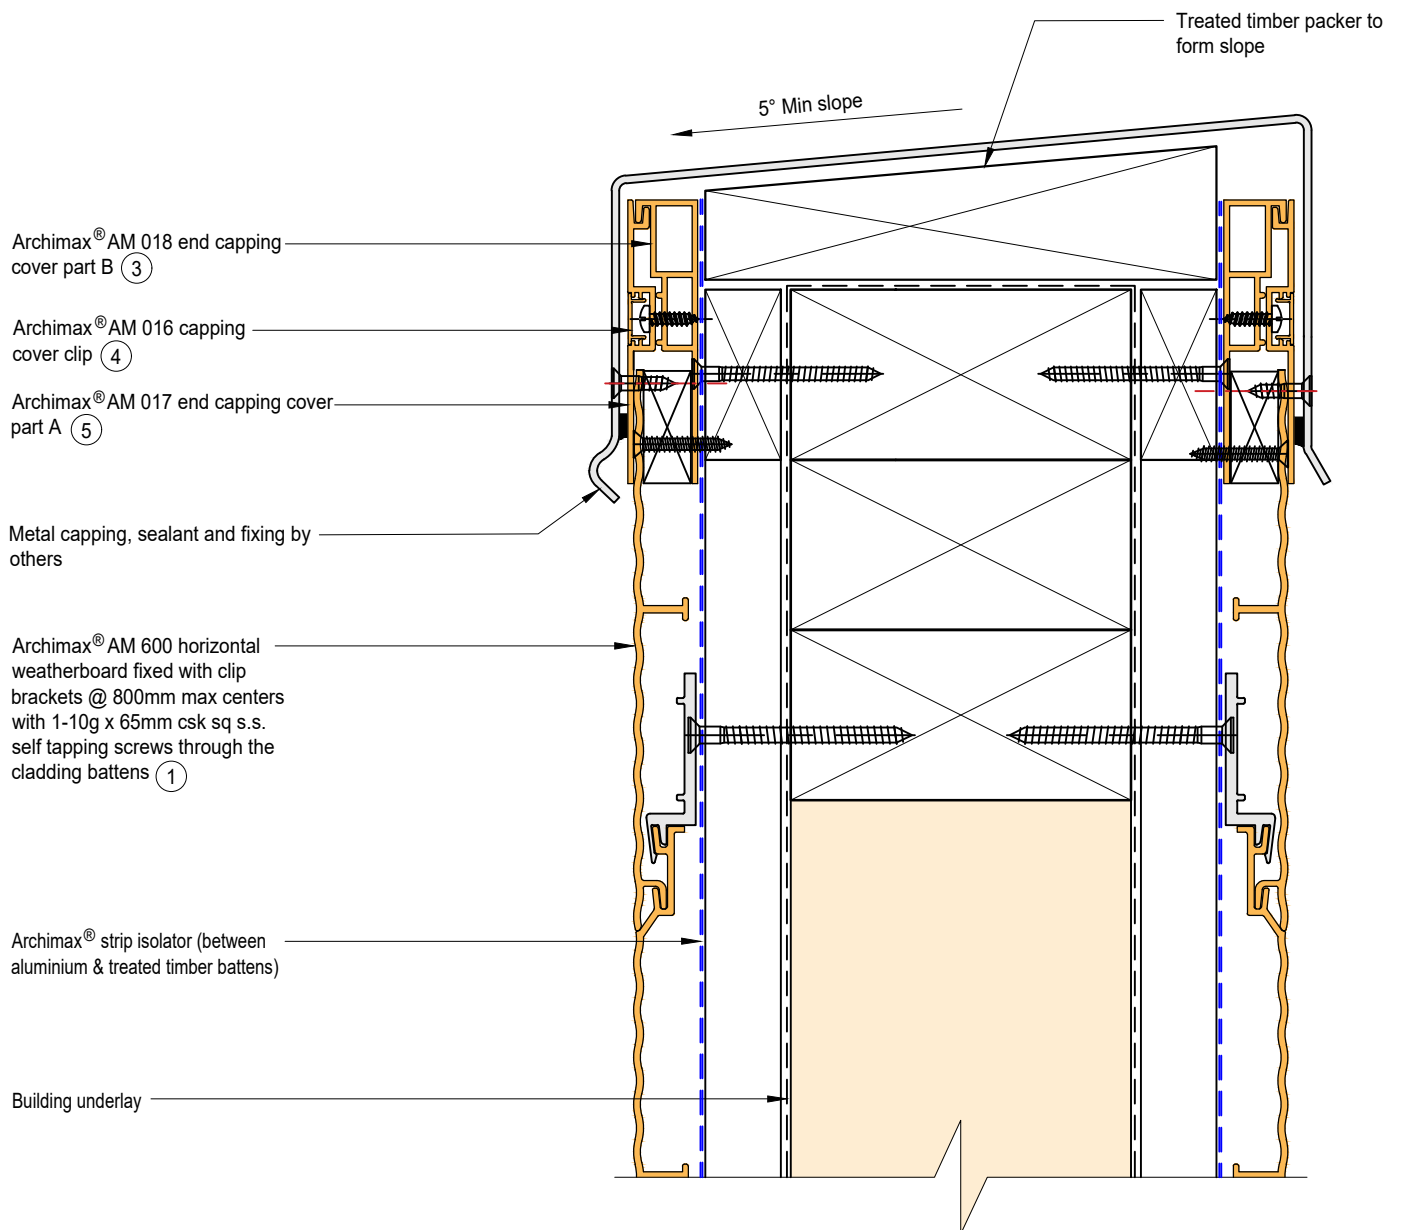 Treated timber packer to
form slope
5° Min slope
Archimax® AM 018 end capping
cover part B 3
Archimax® AM 016 capping
cover clip 4
Archimax® AM 017 end capping cover
part A 5
Metal capping, sealant and fixing by
others
Archimax® AM 600 horizontal
weatherboard fixed with clip
brackets @ 800mm max centers
with 1-10g x 65mm csk sq s.s.
self tapping screws through the
cladding battens 1
Archimax® strip isolator (between
aluminium & treated timber battens)
Building underlay